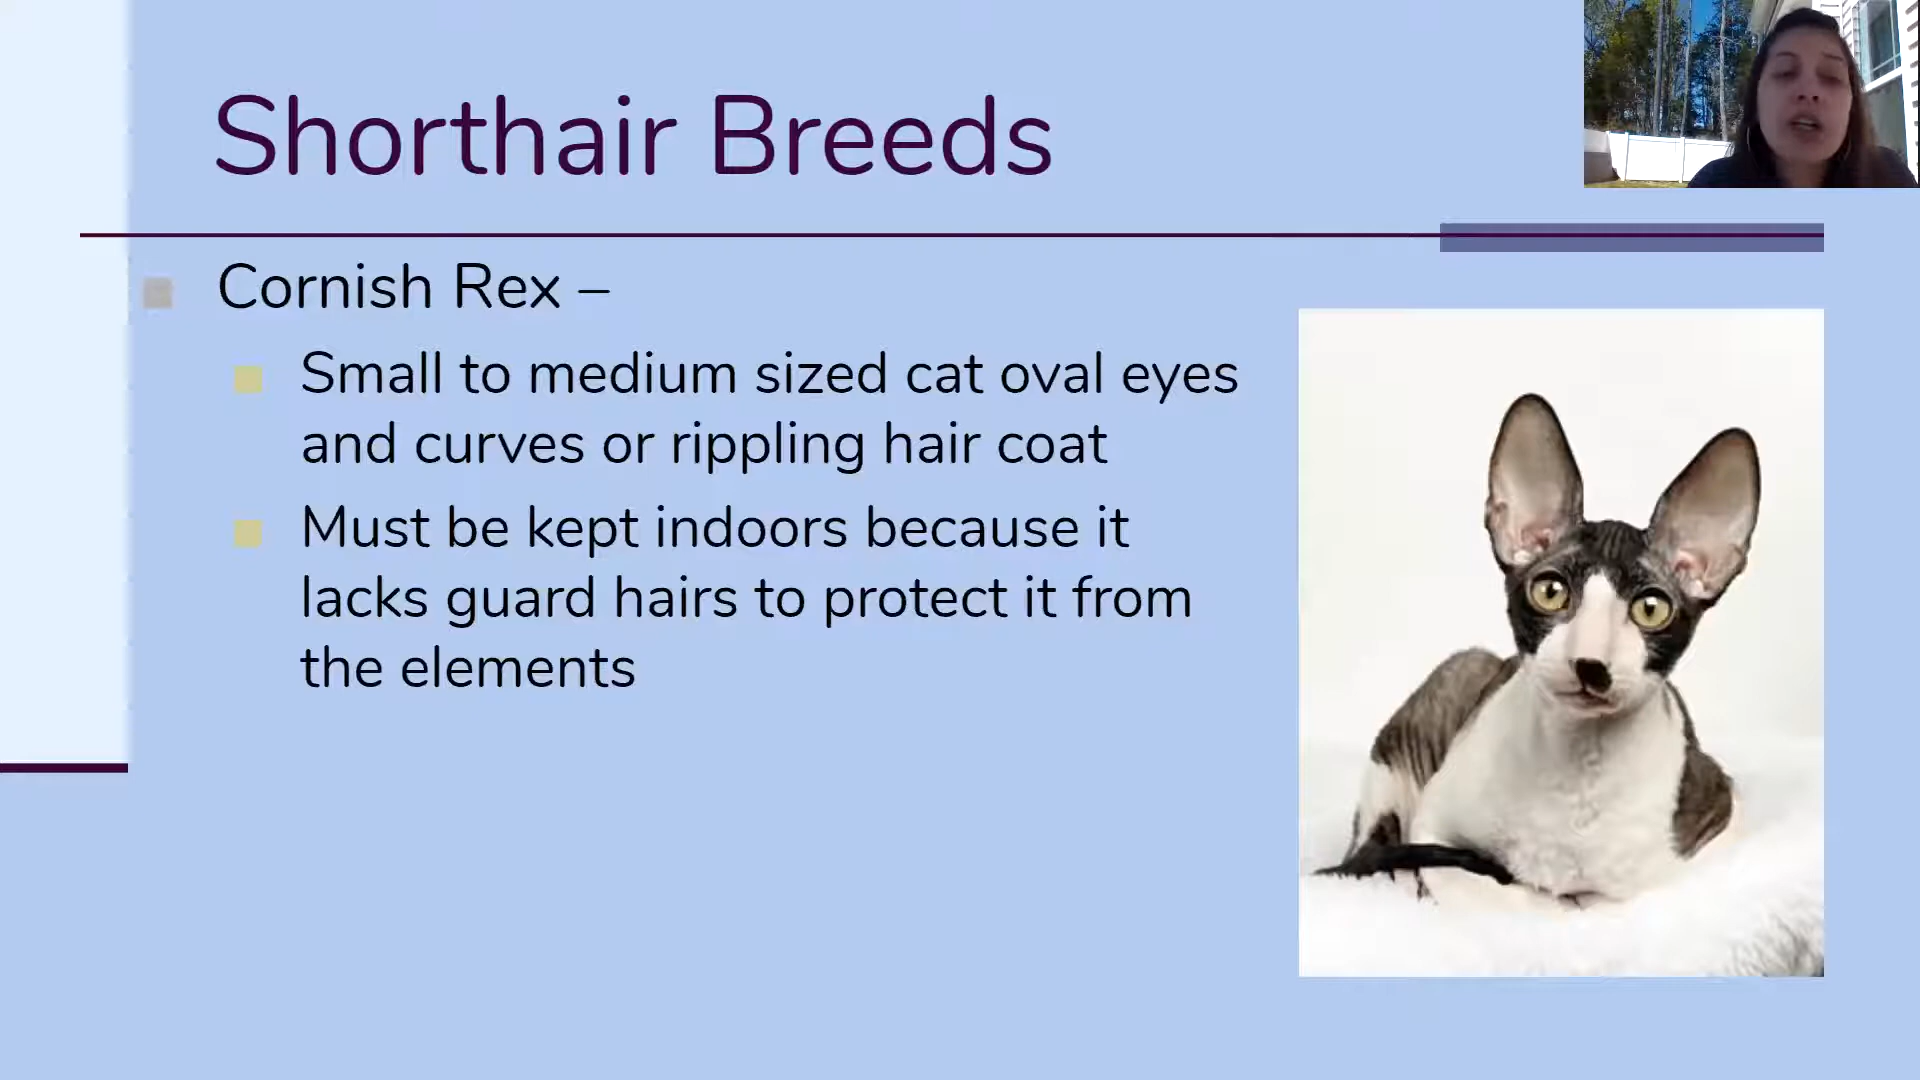 Shorthair Breeds
Cornish Rex –
Small to medium sized cat oval eyes
and curves or rippling hair coat
Must be kept indoors because it
lacks guard hairs to protect it from
the elements